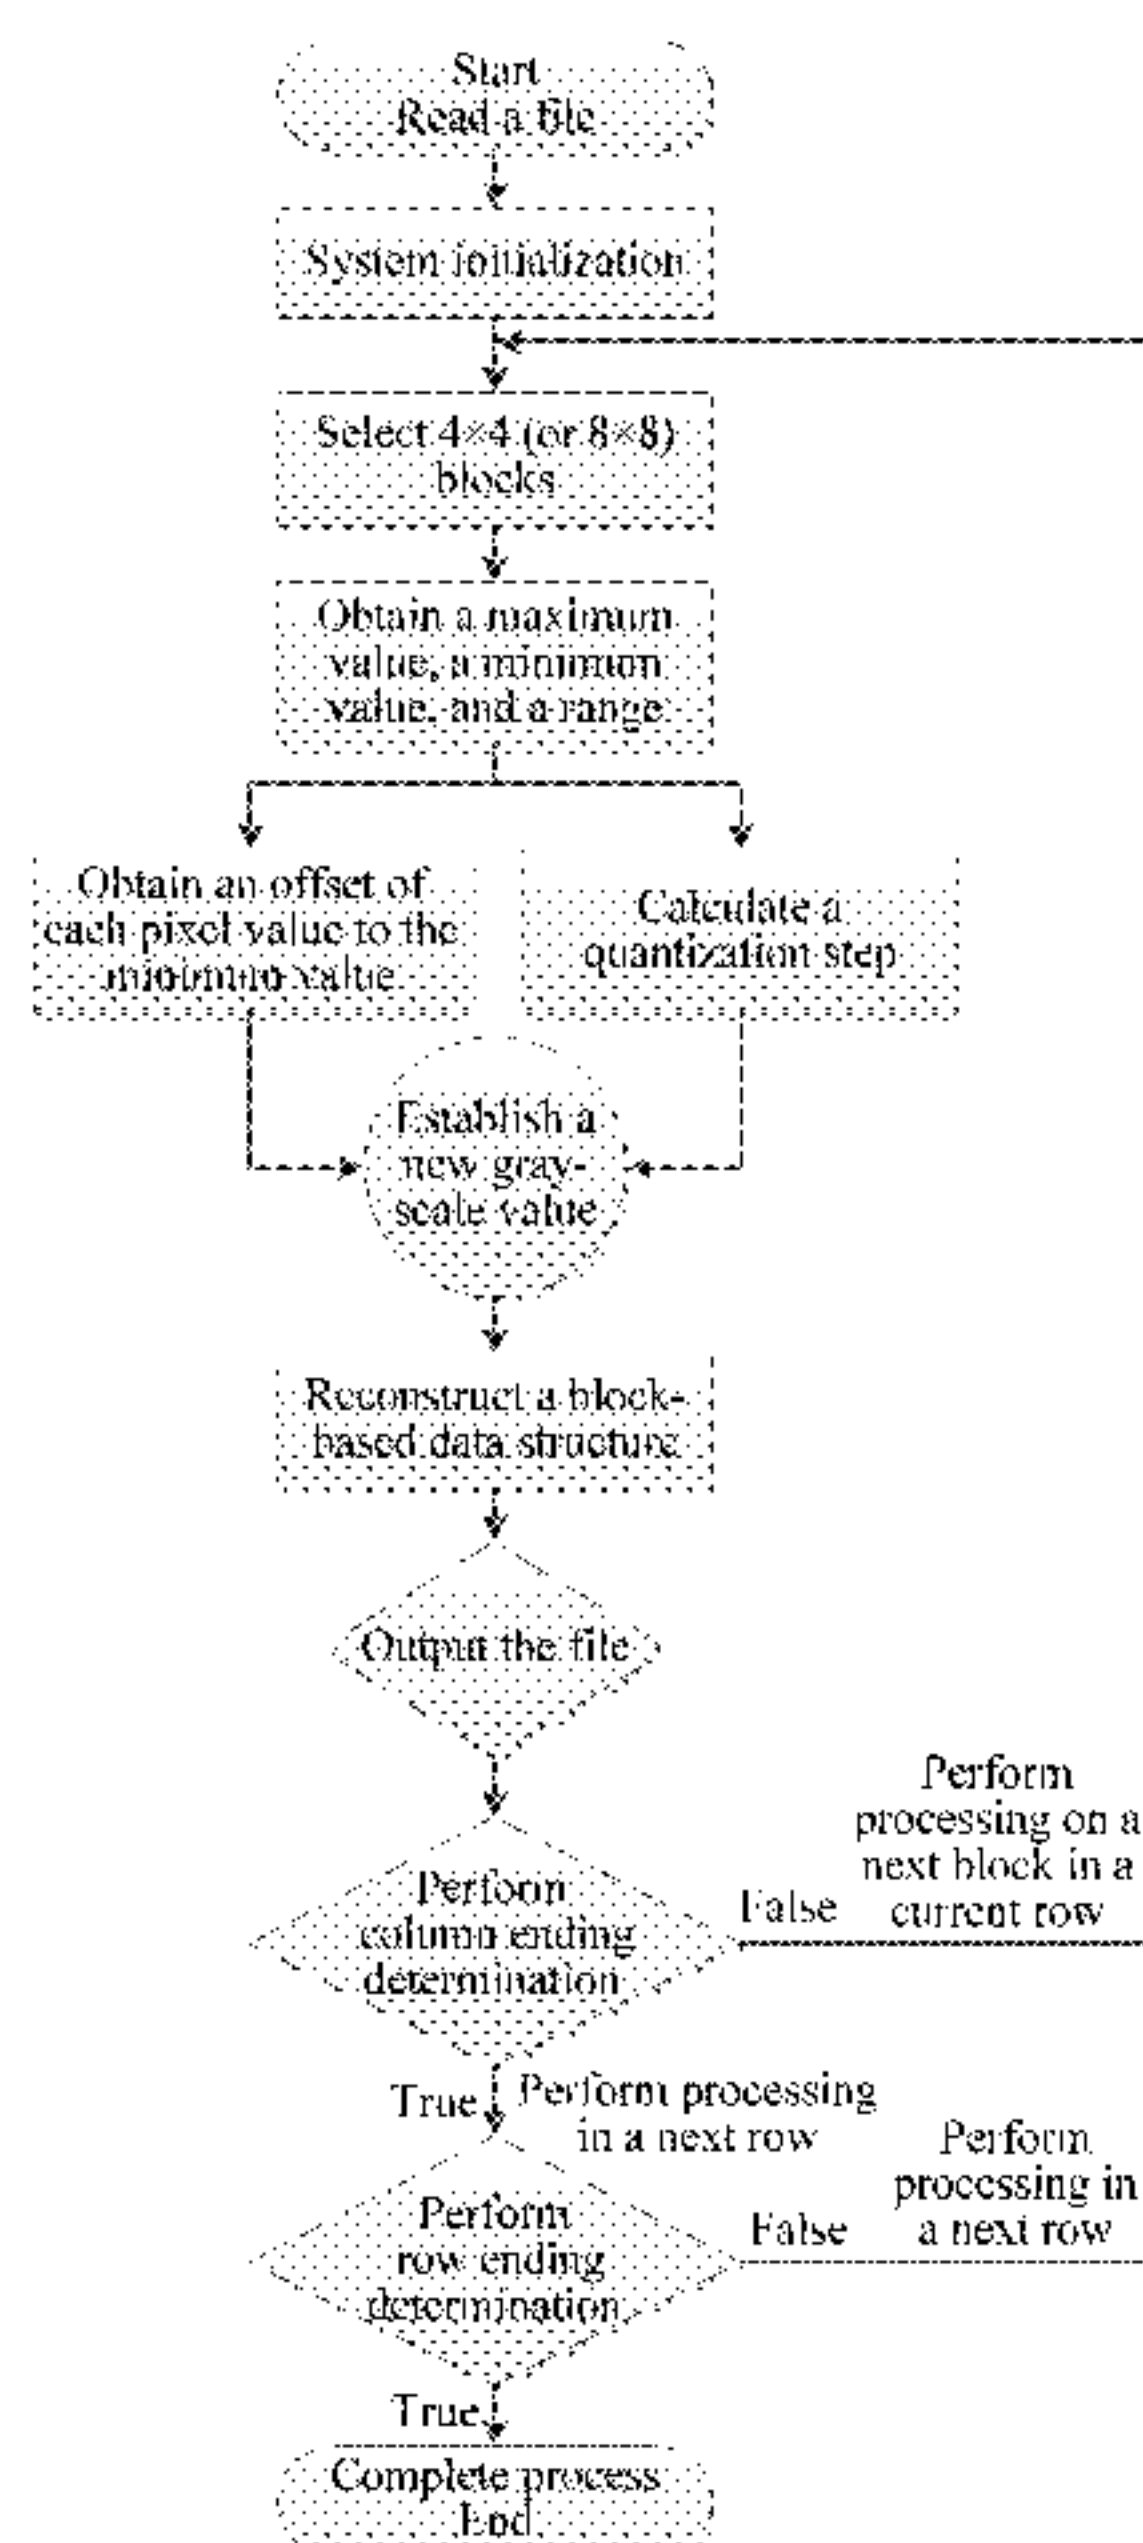 Start
Read a file
System initialization
Select 4×4 (or 8×8)
blocks
Obtain a maximum
value, a minimum
value, and a range
Obtain an offset of
each pixel value to the
minimum value
Calculate a
quantization step
Establish a
new gray-
scale value
Reconstruct a block-
based data structure
Output the file
Perform
column ending
determination
False
Perform
processing on a
next block in a
current row
True
Perform processing
in a next row
Perform
row ending
determination
False
Perform
processing in
a next row
True
Complete process
End